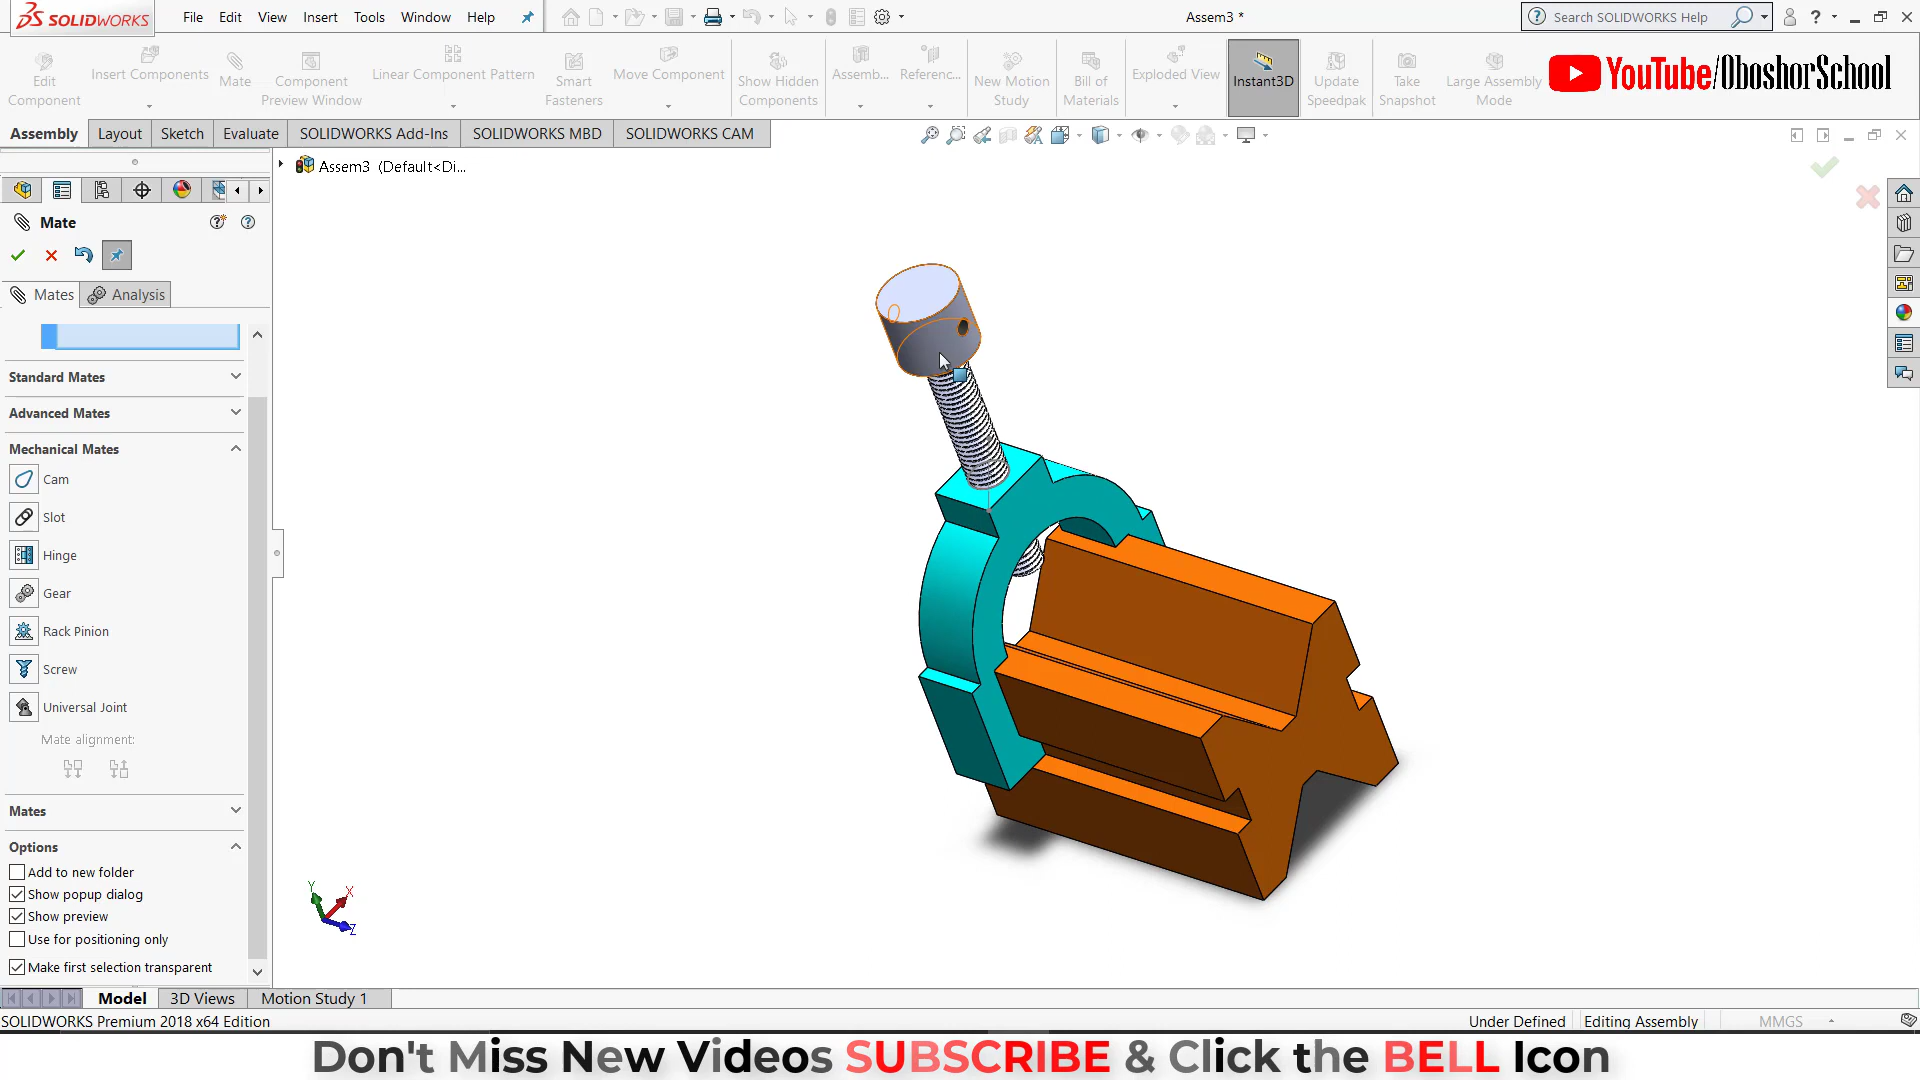 SOLIDWORKS
File Edit View Insert Tools Window Help
Assem3 *
Search SOLIDWORKS Help
Edit Component
Insert Components
Mate
Component Preview Window
Linear Component Pattern
Smart Fasteners
Move Component
Show Hidden Components
Assemb...
Referenc...
New Motion Study
Bill of Materials
Exploded View
Instant3D
Update Speedpak
Take Snapshot
Large Assembly Mode
YouTube/OboshorSchool
Assembly Layout Sketch Evaluate SOLIDWORKS Add-Ins SOLIDWORKS MBD SOLIDWORKS CAM
Assem3 (Default<Di...
Mate
Mates Analysis
Standard Mates
Advanced Mates
Mechanical Mates
Cam
Slot
Hinge
Gear
Rack Pinion
Screw
Universal Joint
Mate alignment:
Mates
Options
Add to new folder
Show popup dialog
Show preview
Use for positioning only
Make first selection transparent
Y X Z
Model 3D Views Motion Study 1
SOLIDWORKS Premium 2018 x64 Edition
Under Defined Editing Assembly MMGS
Don't Miss New Videos SUBSCRIBE & Click the BELL Icon